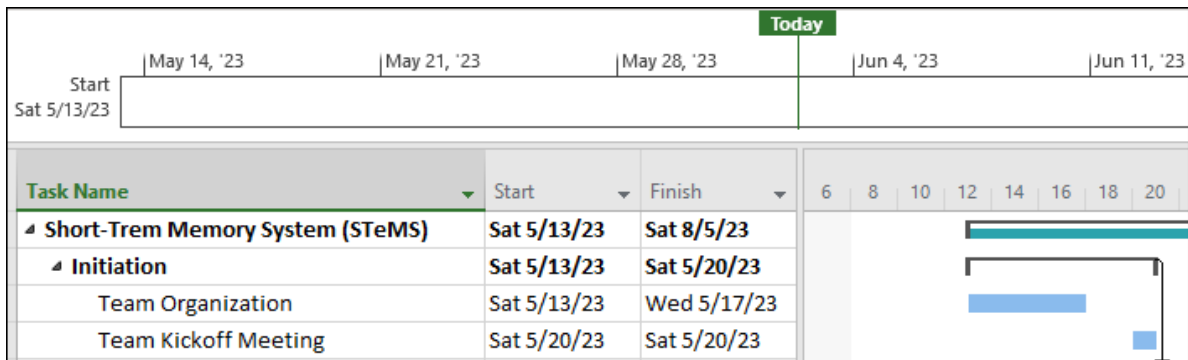 Today
May 14, '23 May 21, '23 May 28, '23 Jun 4, '23 Jun 11, '23
Start
Sat 5/13/23
Task Name Start Finish 6 8 10 12 14 16 18 20
Short-Trem Memory System (STeMS) Sat 5/13/23 Sat 8/5/23
Initiation Sat 5/13/23 Sat 5/20/23
Team Organization Sat 5/13/23 Wed 5/17/23
Team Kickoff Meeting Sat 5/20/23 Sat 5/20/23